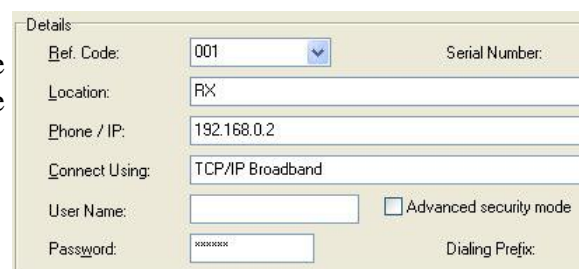 Details
Ref. Code: 001 Serial Number:
Location: RX
Phone / IP: 192.168.0.2
Connect Using: TCP/IP Broadband
User Name: Advanced security mode
Password: xxxxxx Dialing Prefix: